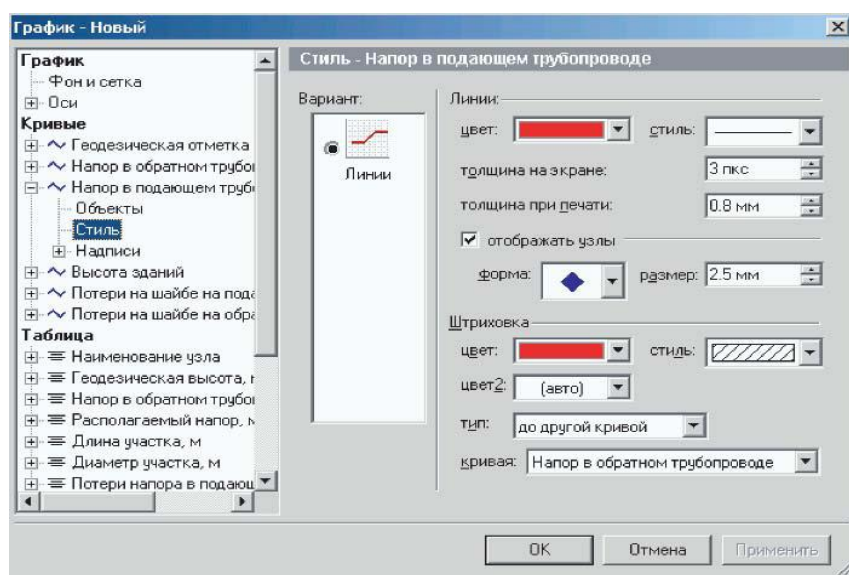 График - Новый
График
Фон и сетка
Оси
Кривые
Геодезическая отметка
Напор в обратном трубо
Напор в подающем труб
Объекты
Стиль
Надписи
Высота зданий
Потери на шайбе на пода
Потери на шайбе на обра
Таблица
Наименование узла
Геодезическая высота,
Напор в обратном трубо
Располагаемый напор,
Длина участка, м
Диаметр участка, м
Потери напора в подающ
Стиль - Напор в подающем трубопроводе
Вариант:
Линии
Линии:
цвет:
стиль:
толщина на экране:
3 пкс
толщина при печати:
0.8 мм
отображать узлы
форма:
размер:
2.5 мм
Штриховка
цвет:
стиль:
цвет2:
(авто)
тип:
до другой кривой
кривая:
Напор в обратном трубопроводе
OK
Отмена
Применить